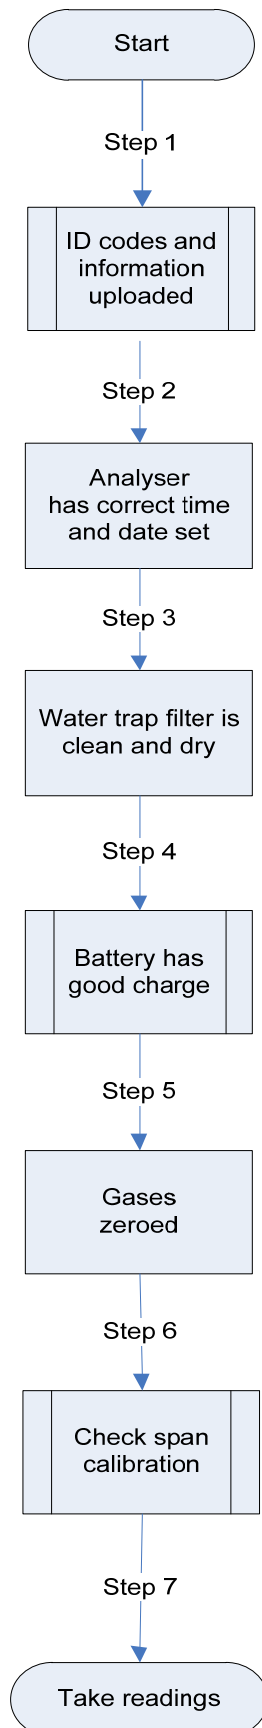 Start
Step 1
ID codes and
information
uploaded
Step 2
Analyser
has correct time
and date set
Step 3
Water trap filter is
clean and dry
Step 4
Battery has
good charge
Step 5
Gases
zeroed
Step 6
Check span
calibration
Step 7
Take readings